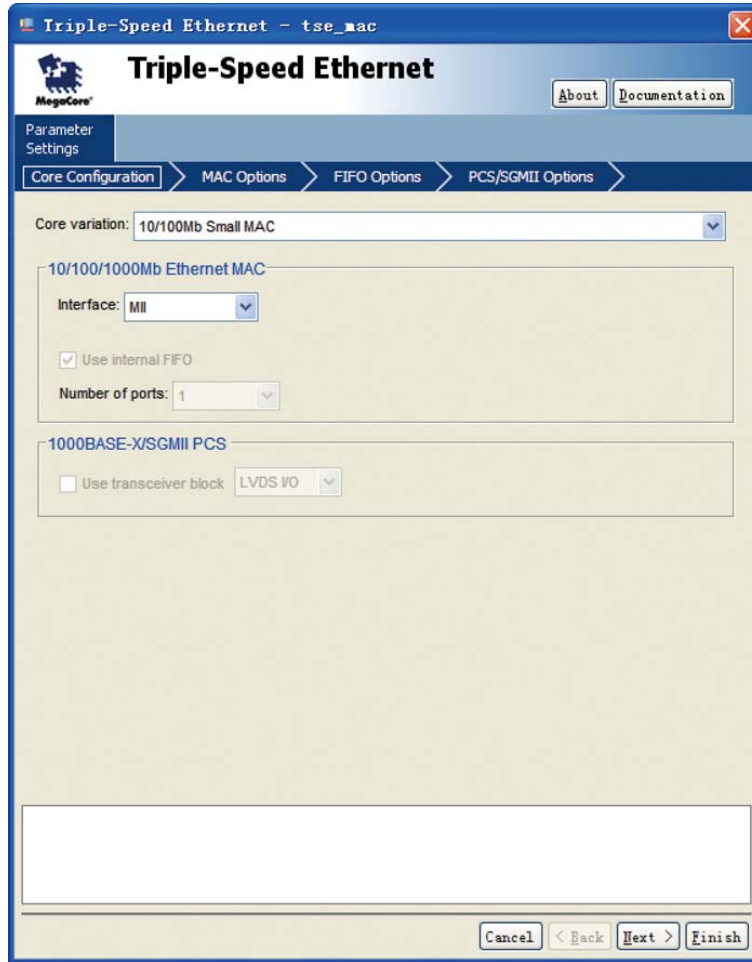 Triple-Speed Ethernet - tse_mac
MegaCore®
Triple-Speed Ethernet
About
Documentation
Parameter
Settings
Core Configuration
MAC Options
FIFO Options
PCS/SGMII Options
Core variation: 10/100Mb Small MAC
10/100/1000Mb Ethernet MAC
Interface: MII
Use internal FIFO
Number of ports: 1
1000BASE-X/SGMII PCS
Use transceiver block LVDS I/O
Cancel
< Back
Next >
Finish